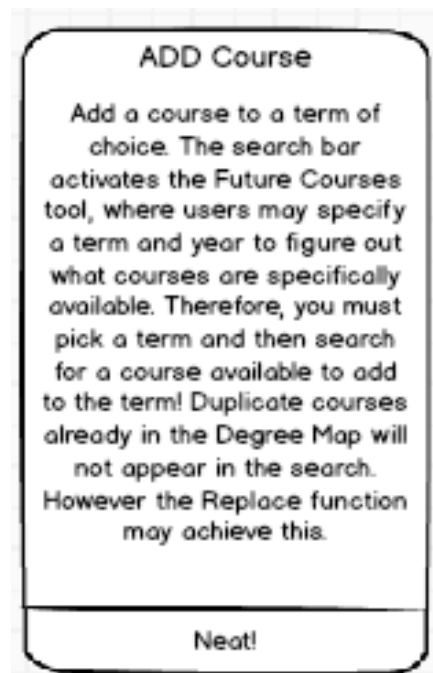 ADD Course
Add a course to a term of
choice. The search bar
activates the Future Courses
tool, where users may specify
a term and year to figure out
what courses are specifically
available. Therefore, you must
pick a term and then search
for a course available to add
to the term! Duplicate courses
already in the Degree Map will
not appear in the search.
However the Replace function
may achieve this.
Neat!